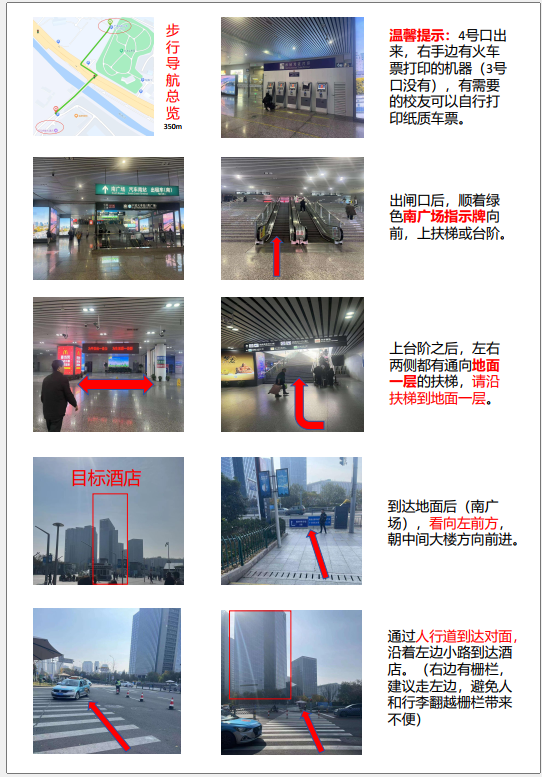 步
行
导
航
总
览
350m
温馨提示：4号口出
来，右手边有火车
票打印的机器（3号
口没有），有需要
的校友可以自行打
印纸质车票。
南广场 汽车南站 出租车(南)
出闸口后，顺着绿
色南广场指示牌向
前，上扶梯或台阶。
上台阶之后，左右
两侧都有通向地面
一层的扶梯，请沿
扶梯到地面一层。
目标酒店
到达地面后（南广
场），看向左前方，
朝中间大楼方向前进。
通过人行道到达对面，
沿着左边小路到达酒
店。（右边有栅栏，
建议走左边，避免人
和行李翻越栅栏带来
不便）